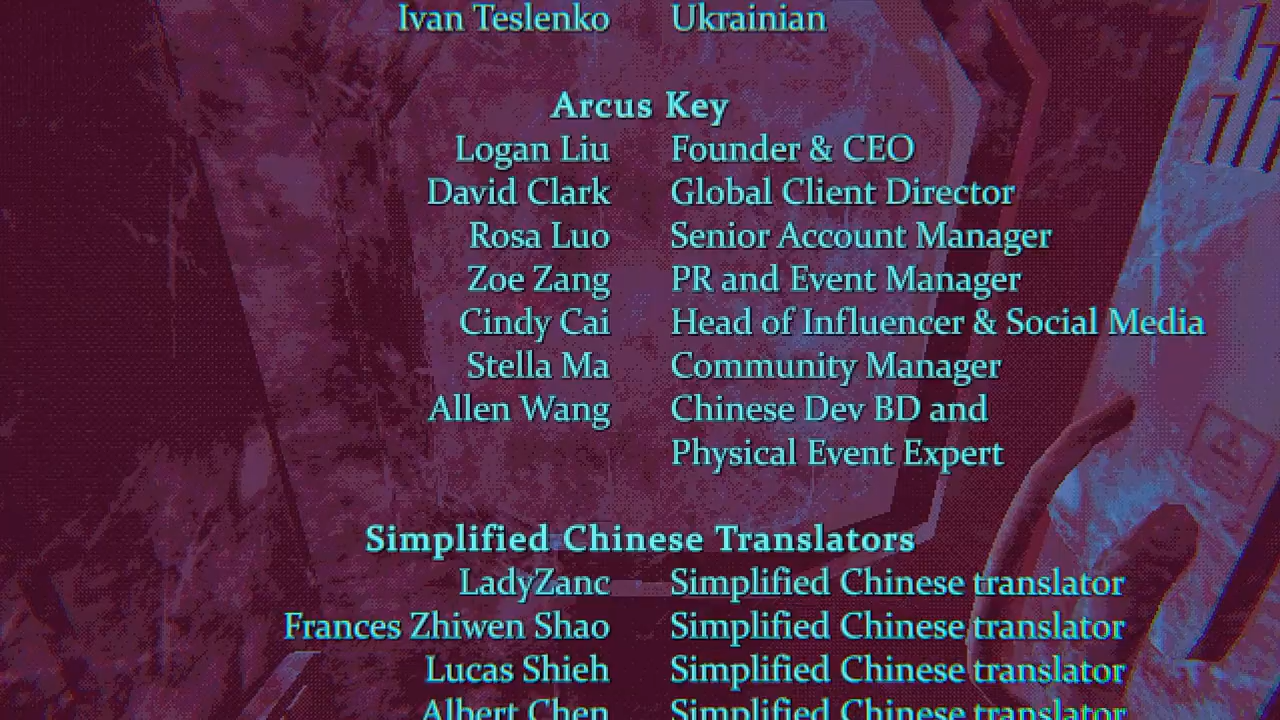 Ivan Teslenko Ukrainian
Arcus Key
Logan Liu Founder & CEO
David Clark Global Client Director
Rosa Luo Senior Account Manager
Zoe Zang PR and Event Manager
Cindy Cai Head of Influencer & Social Media
Stella Ma Community Manager
Allen Wang Chinese Dev BD and
Physical Event Expert
Simplified Chinese Translators
LadyZanc Simplified Chinese translator
Frances Zhiwen Shao Simplified Chinese translator
Lucas Shieh Simplified Chinese translator
Albert Chen Simplified Chinese translator